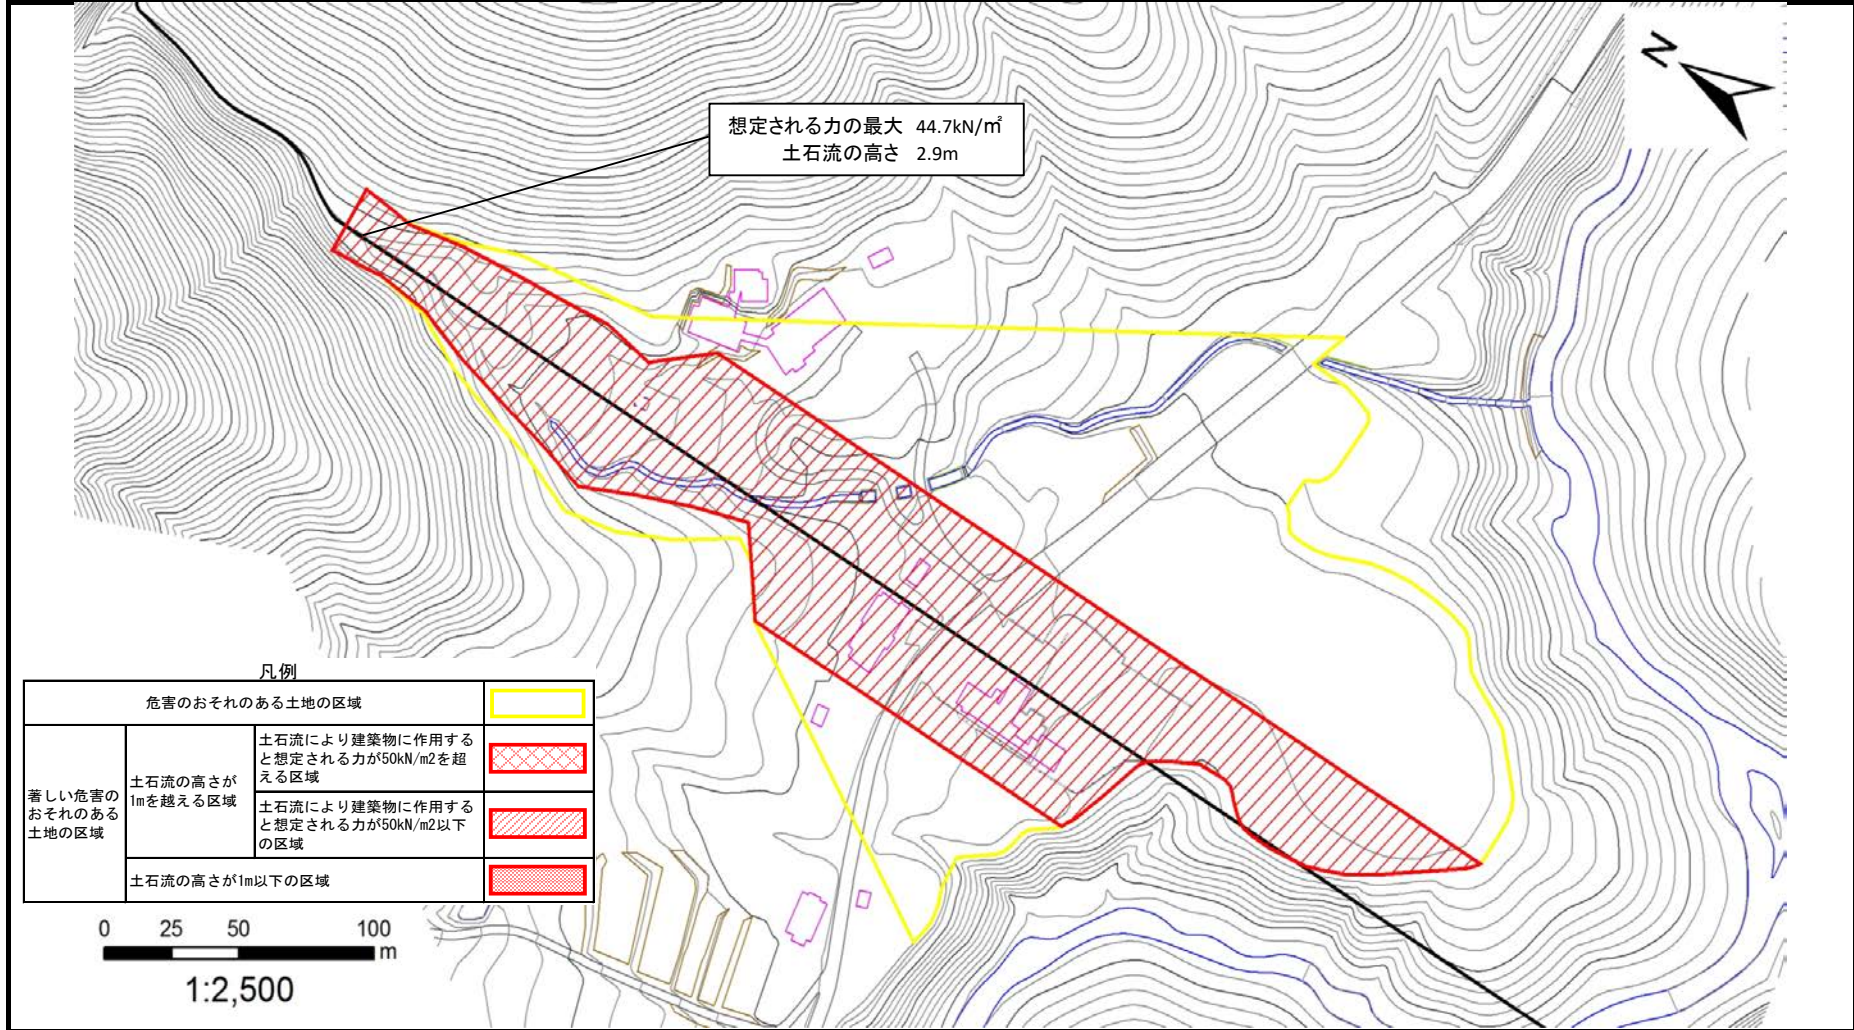 N
想定される力の最大 44.7kN/㎡
土石流の高さ 2.9m
凡例
危害のおそれのある土地の区域
著しい危害の
おそれのある
土地の区域
土石流の高さが
1mを越える区域
土石流により建築物に作用する
と想定される力が50kN/m2を超
える区域
土石流により建築物に作用する
と想定される力が50kN/m2以下
の区域
土石流の高さが1m以下の区域
0 25 50 100
m
1:2,500